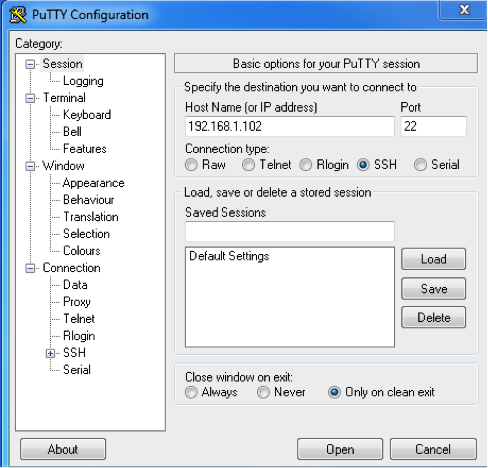 PuTTY Configuration
X
Category:
Session
Logging
Terminal
Keyboard
Bell
Features
Window
Appearance
Behaviour
Translation
Selection
Colours
Connection
Data
Proxy
Telnet
Rlogin
SSH
Serial
Basic options for your PuTTY session
Specify the destination you want to connect to
Host Name (or IP address) Port
192.168.1.102 22
Connection type:
Raw Telnet Rlogin SSH Serial
Load, save or delete a stored session
Saved Sessions
Default Settings
Load
Save
Delete
Close window on exit:
Always Never Only on clean exit
About Open Cancel